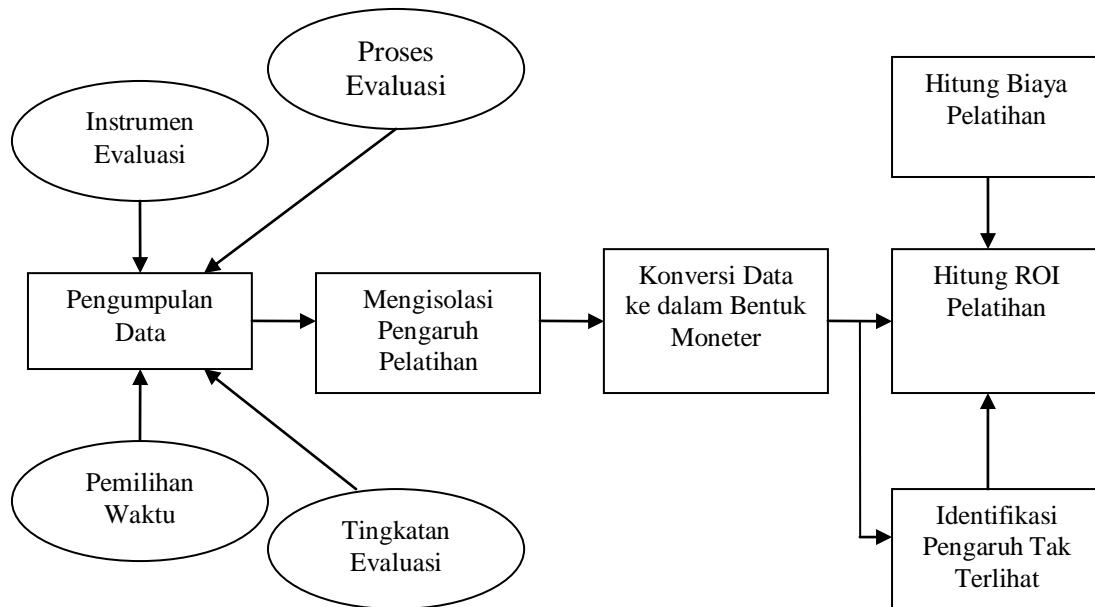 Proses
Evaluasi
Instrumen
Evaluasi
Hitung Biaya
Pelatihan
Pengumpulan
Data
Mengisolasi
Pengaruh
Pelatihan
Konversi Data
ke dalam Bentuk
Moneter
Hitung ROI
Pelatihan
Pemilihan
Waktu
Tingkatan
Evaluasi
Identifikasi
Pengaruh Tak
Terlihat